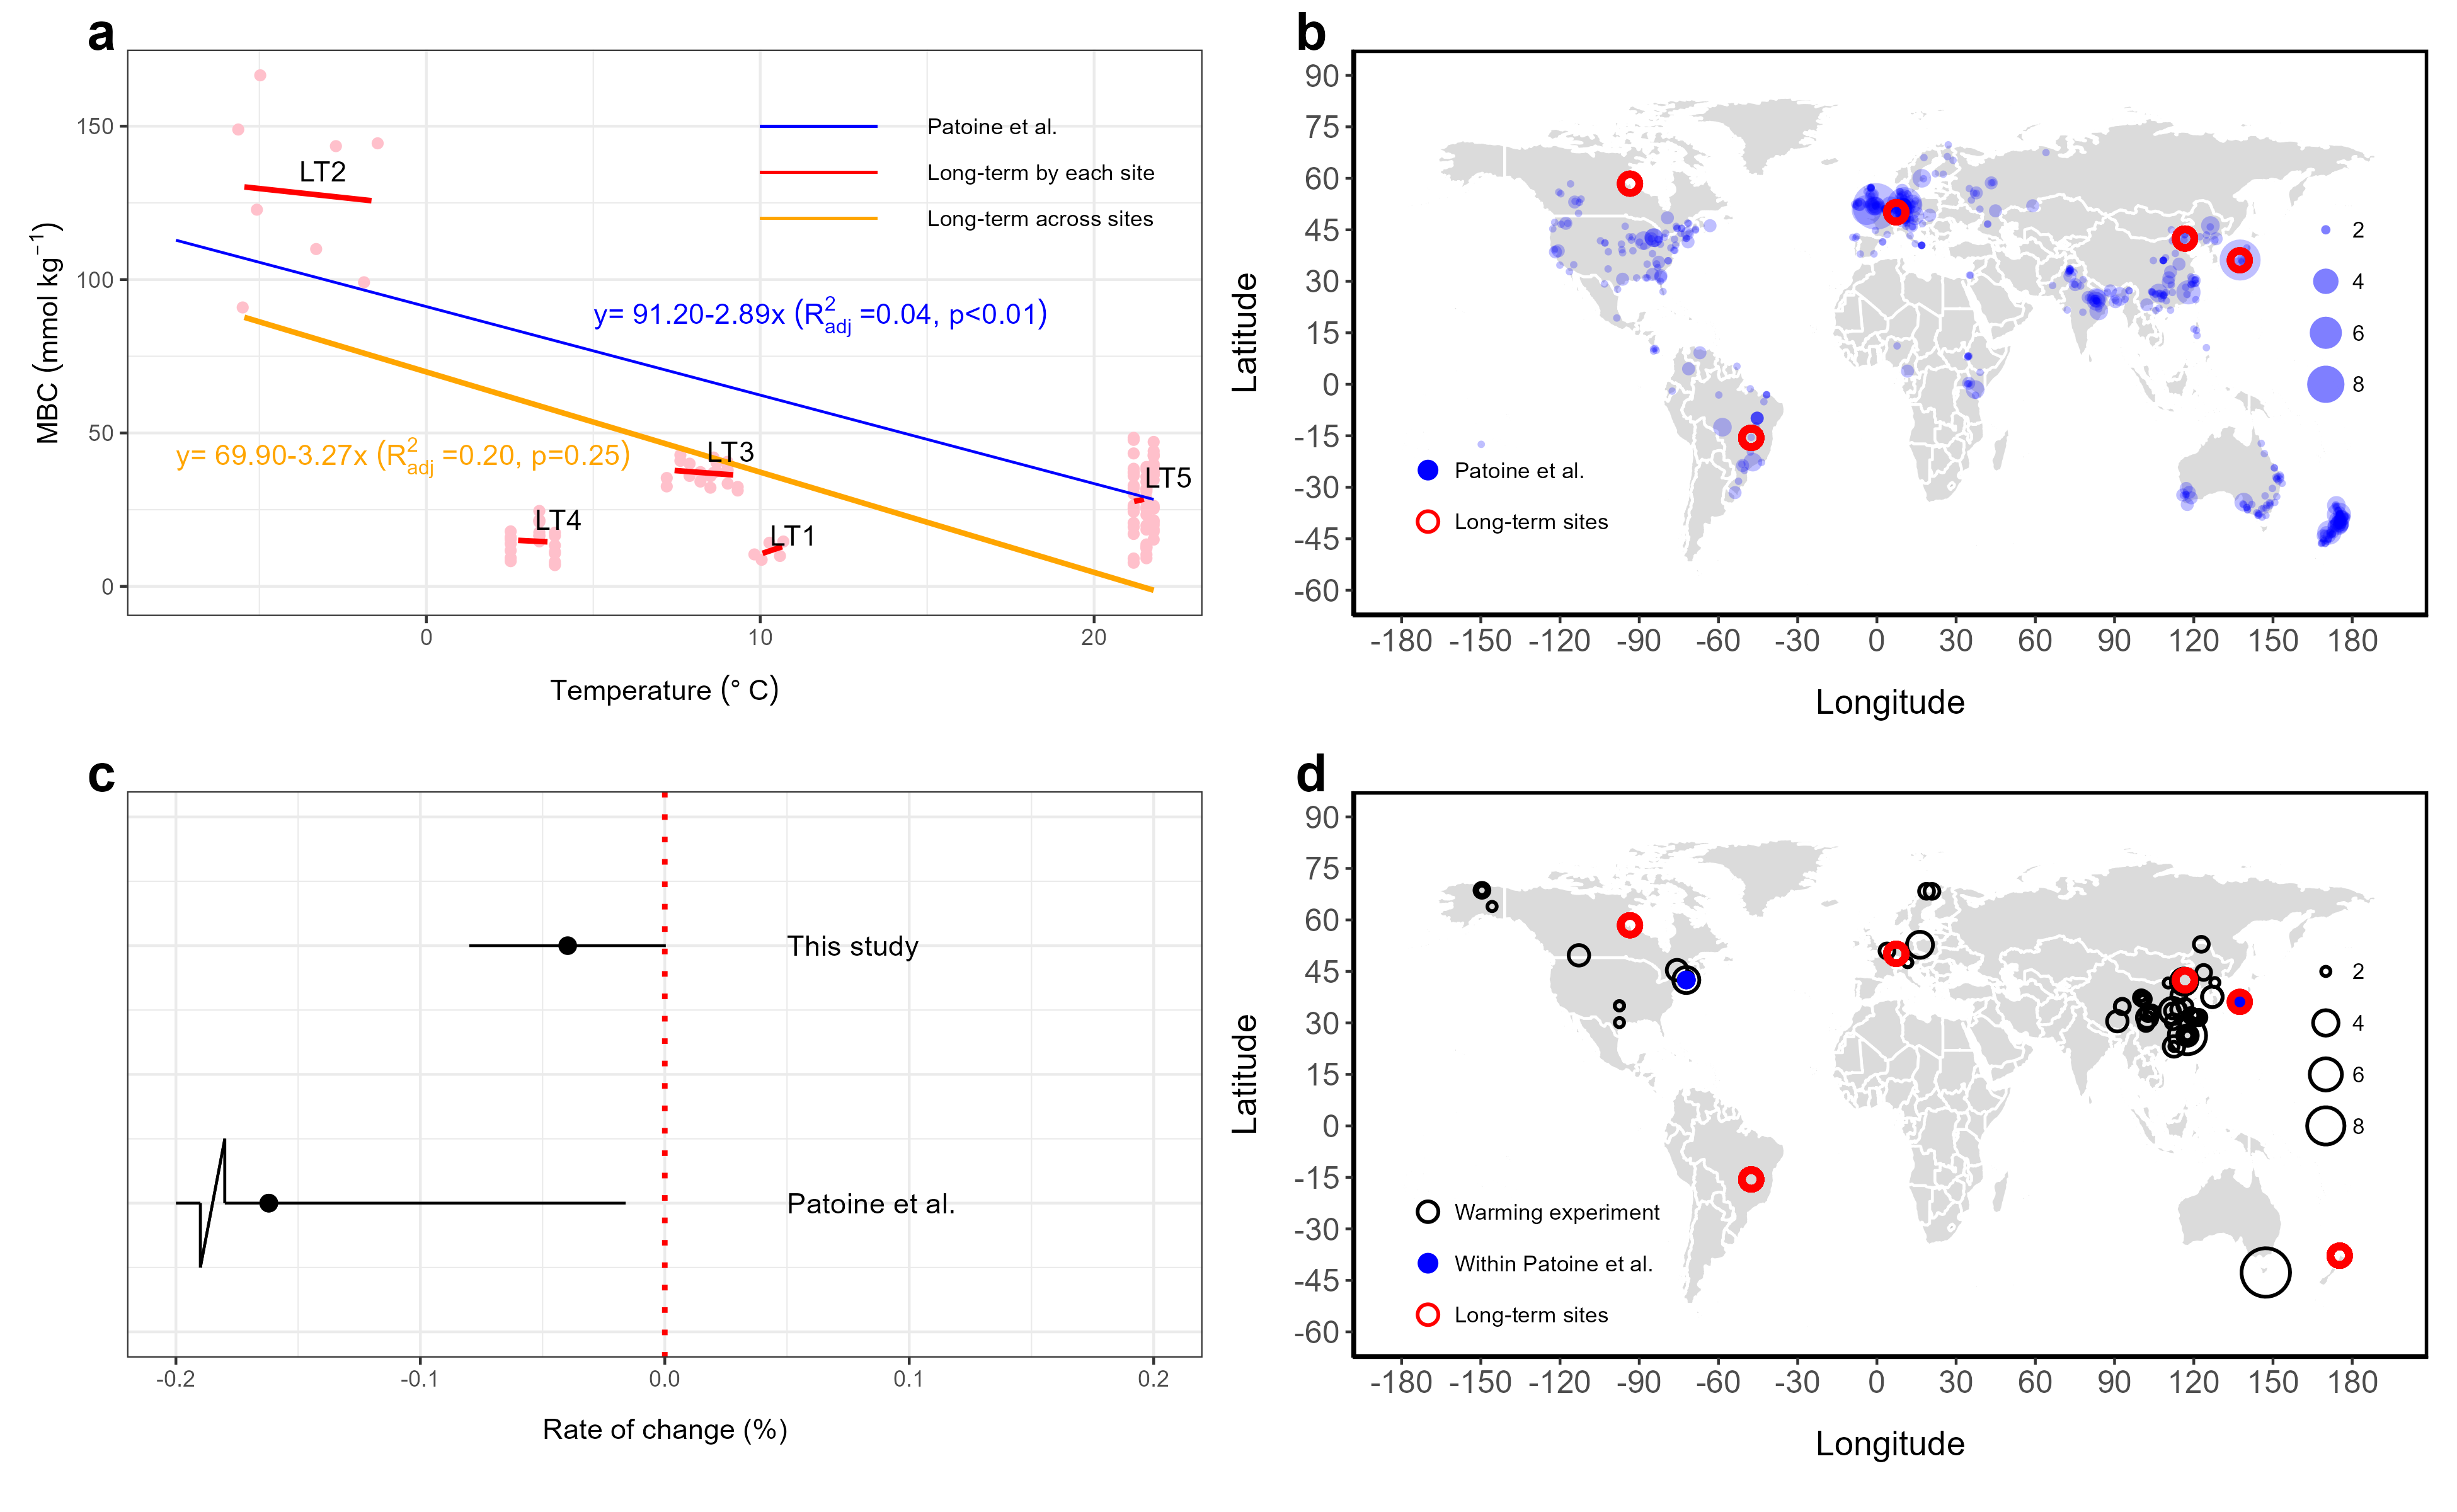 a
150
100
50
0
MBC (mmol kg⁻¹)
LT2
LT3
LT4
LT1
LT5
Patoine et al.
Long-term by each site
Long-term across sites
y= 91.20-2.89x (R²adj =0.04, p<0.01)
y= 69.90-3.27x (R²adj =0.20, p=0.25)
0 10 20
Temperature (° C)
b
90
75
60
45
30
15
0
-15
-30
-45
-60
Latitude
2
4
6
8
Patoine et al.
Long-term sites
-180 -150 -120 -90 -60 -30 0 30 60 90 120 150 180
Longitude
c
This study
Patoine et al.
-0.2 -0.1 0.0 0.1 0.2
Rate of change (%)
d
90
75
60
45
30
15
0
-15
-30
-45
-60
Latitude
2
4
6
8
Warming experiment
Within Patoine et al.
Long-term sites
-180 -150 -120 -90 -60 -30 0 30 60 90 120 150 180
Longitude